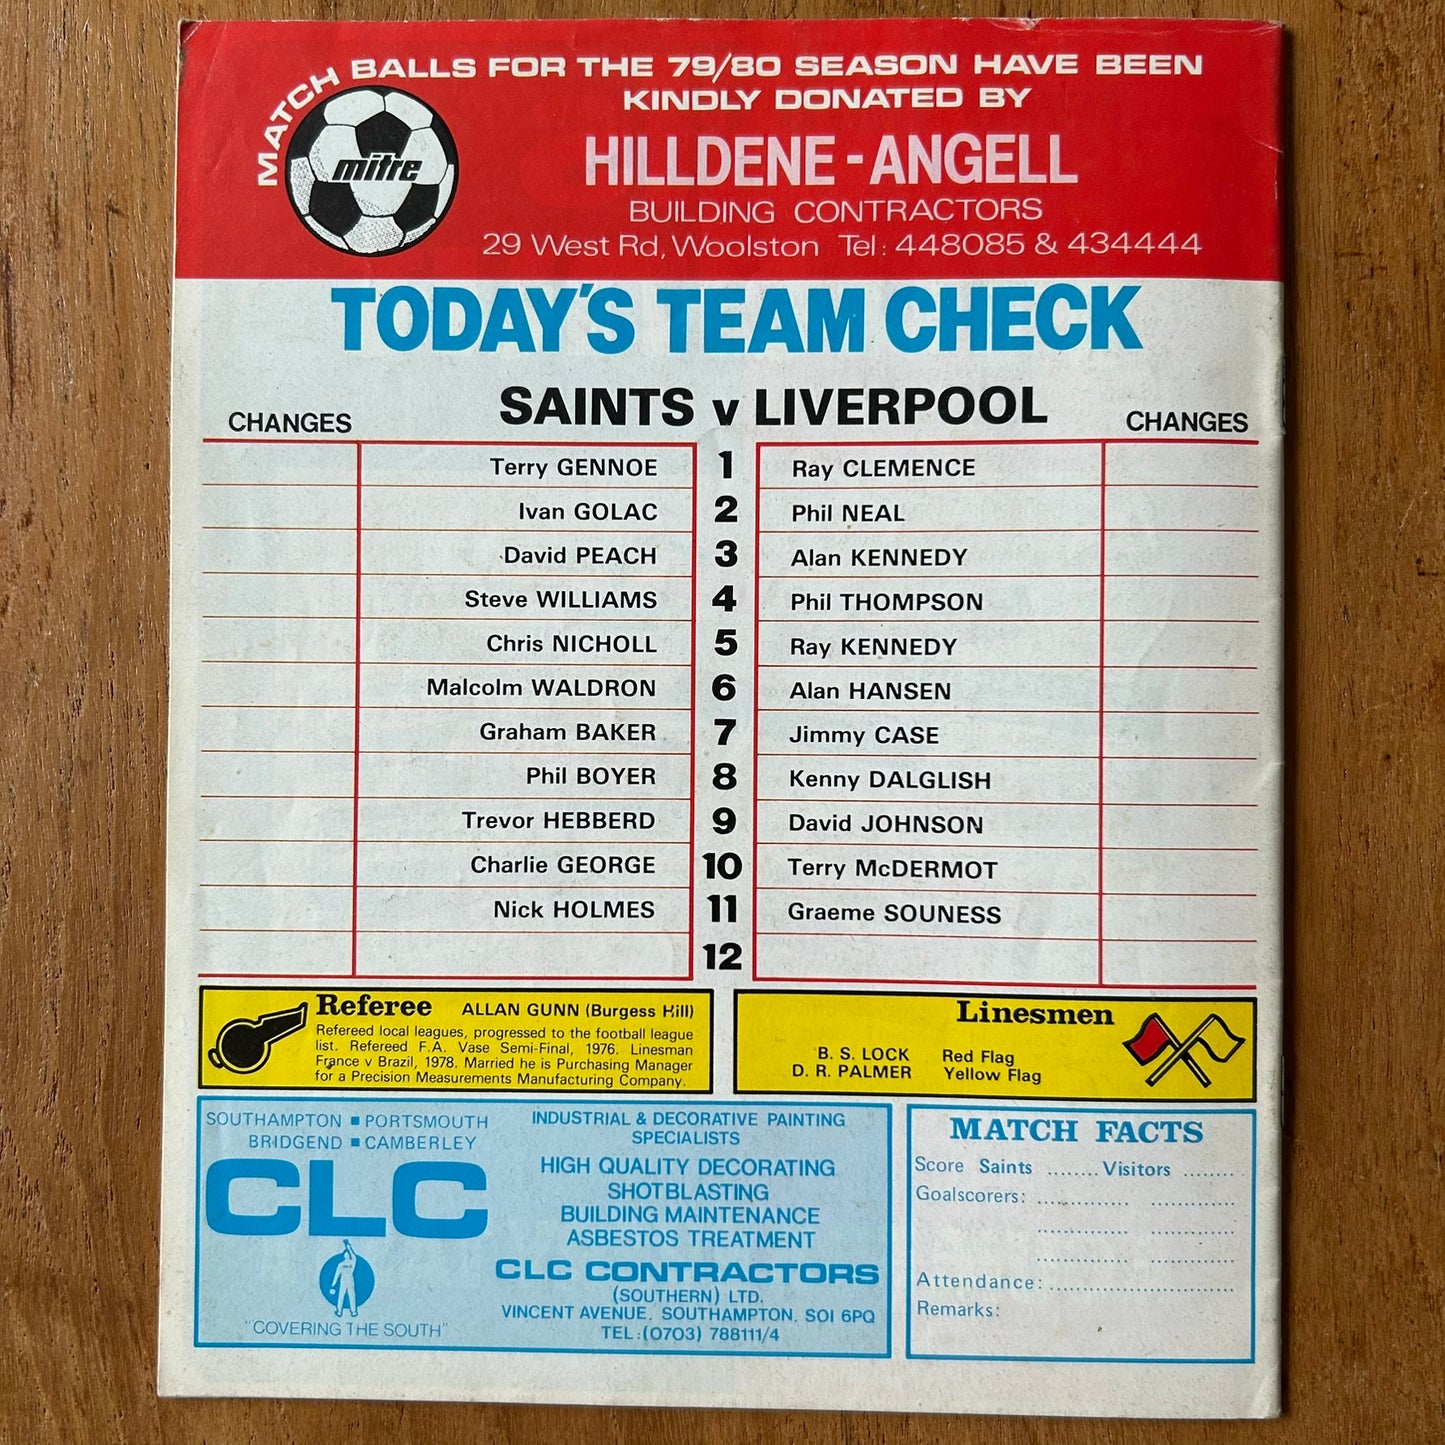 MATCH BALLS FOR THE 79/80 SEASON HAVE BEEN
KINDLY DONATED BY
mitre
HILLDENE - ANGELL
BUILDING CONTRACTORS
29 West Rd, Woolston Tel: 448085 & 434444
TODAY'S TEAM CHECK
SAINTS v LIVERPOOL
CHANGES CHANGES
Terry GENNOE 1 Ray CLEMENCE
Ivan GOLAC 2 Phil NEAL
David PEACH 3 Alan KENNEDY
Steve WILLIAMS 4 Phil THOMPSON
Chris NICHOLL 5 Ray KENNEDY
Malcolm WALDRON 6 Alan HANSEN
Graham BAKER 7 Jimmy CASE
Phil BOYER 8 Kenny DALGLISH
Trevor HEBBERD 9 David JOHNSON
Charlie GEORGE 10 Terry McDERMOT
Nick HOLMES 11 Graeme SOUNESS
12
Referee ALLAN GUNN (Burgess Hill)
Refereed local leagues, progressed to the football league
list. Refereed F.A. Vase Semi-Final, 1976. Linesman
France v Brazil, 1978. Married he is Purchasing Manager
for a Precision Measurements Manufacturing Company.
Linesmen
B. S. LOCK Red Flag
D. R. PALMER Yellow Flag
SOUTHAMPTON ■ PORTSMOUTH
BRIDGEND ■ CAMBERLEY
CLC
"COVERING THE SOUTH"
INDUSTRIAL & DECORATIVE PAINTING
SPECIALISTS
HIGH QUALITY DECORATING
SHOTBLASTING
BUILDING MAINTENANCE
ASBESTOS TREATMENT
CLC CONTRACTORS
(SOUTHERN) LTD.
VINCENT AVENUE, SOUTHAMPTON. SO1 6PQ
TEL:(0703) 788111/4
MATCH FACTS
Score Saints ........ Visitors ........
Goalscorers: .............. .............
.............. .............
.............. .............
Attendance: .............................
Remarks: